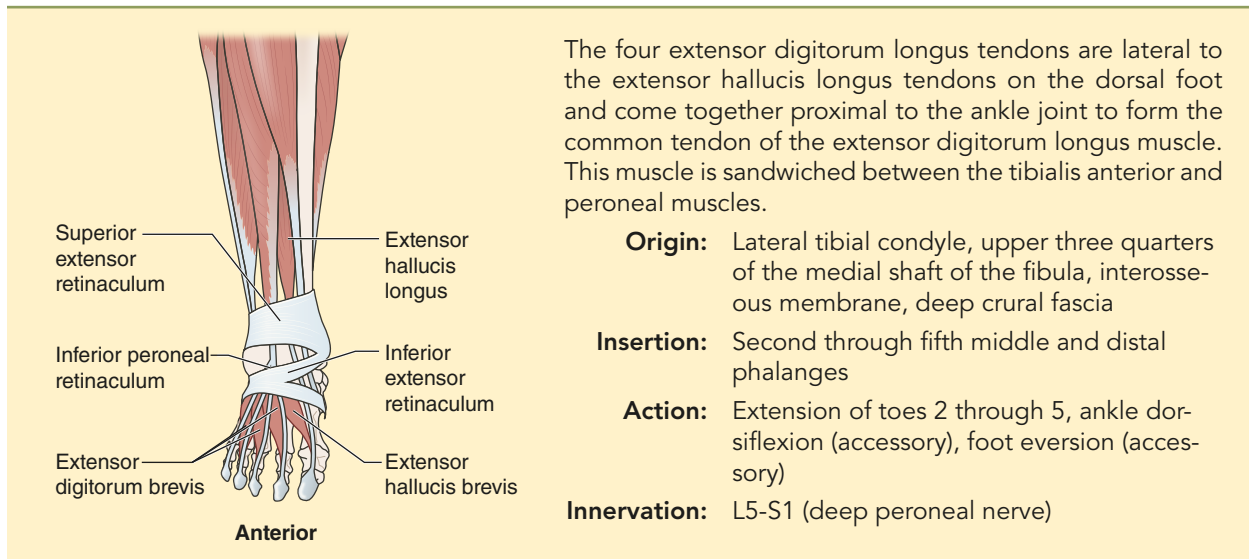 The four extensor digitorum longus tendons are lateral to
the extensor hallucis longus tendons on the dorsal foot
and come together proximal to the ankle joint to form the
common tendon of the extensor digitorum longus muscle.
This muscle is sandwiched between the tibialis anterior and
peroneal muscles.
Origin: Lateral tibial condyle, upper three quarters
of the medial shaft of the fibula, interosse-
ous membrane, deep crural fascia
Insertion: Second through fifth middle and distal
phalanges
Action: Extension of toes 2 through 5, ankle dor-
siflexion (accessory), foot eversion (acces-
sory)
Innervation: L5-S1 (deep peroneal nerve)
Superior
extensor
retinaculum
Inferior peroneal
retinaculum
Extensor
digitorum brevis
Extensor
hallucis
longus
Inferior
extensor
retinaculum
Extensor
hallucis brevis
Anterior